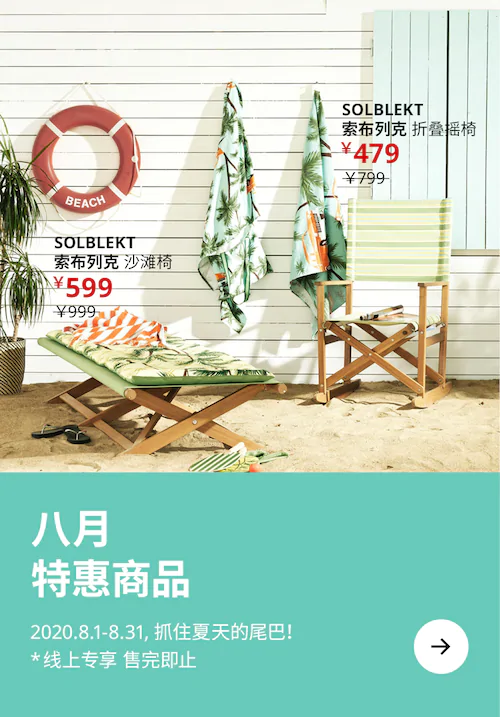 SOLBLEKT
索布列克 折叠摇椅
¥479
¥799
BEACH
SOLBLEKT
索布列克 沙滩椅
¥599
¥999
八月
特惠商品
2020.8.1-8.31, 抓住夏天的尾巴!
*线上专享 售完即止